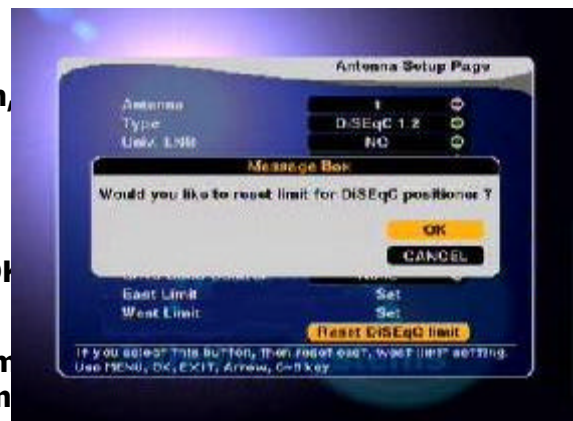 Antenna Setup Page
Antenna 1
Type DiSEqC 1.2
Univ. LNB NO
Message Box
Would you like to reset limit for DiSEqC positioner ?
OK
CANCEL
East Limit Set
West Limit Set
Reset DiSEqC limit
If you select this button, then reset east, west limit setting.
Use MENU, OK, EXIT, Arrow, 0~9 key